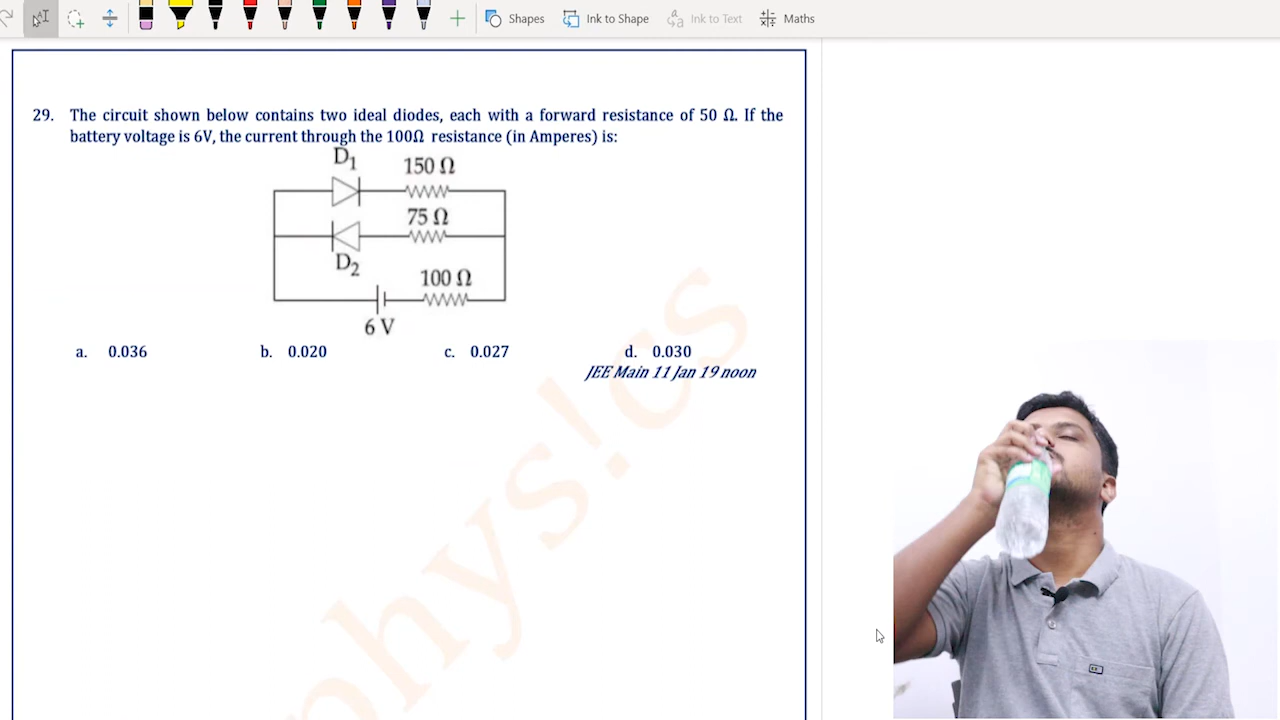 Shapes
Ink to Shape
Ink to Text
Maths
29. The circuit shown below contains two ideal diodes, each with a forward resistance of 50 Ω. If the
battery voltage is 6V, the current through the 100Ω resistance (in Amperes) is:
D1
150 Ω
75 Ω
D2
100 Ω
6 V
a. 0.036 b. 0.020 c. 0.027 d. 0.030
JEE Main 11 Jan 19 noon
phys!cs